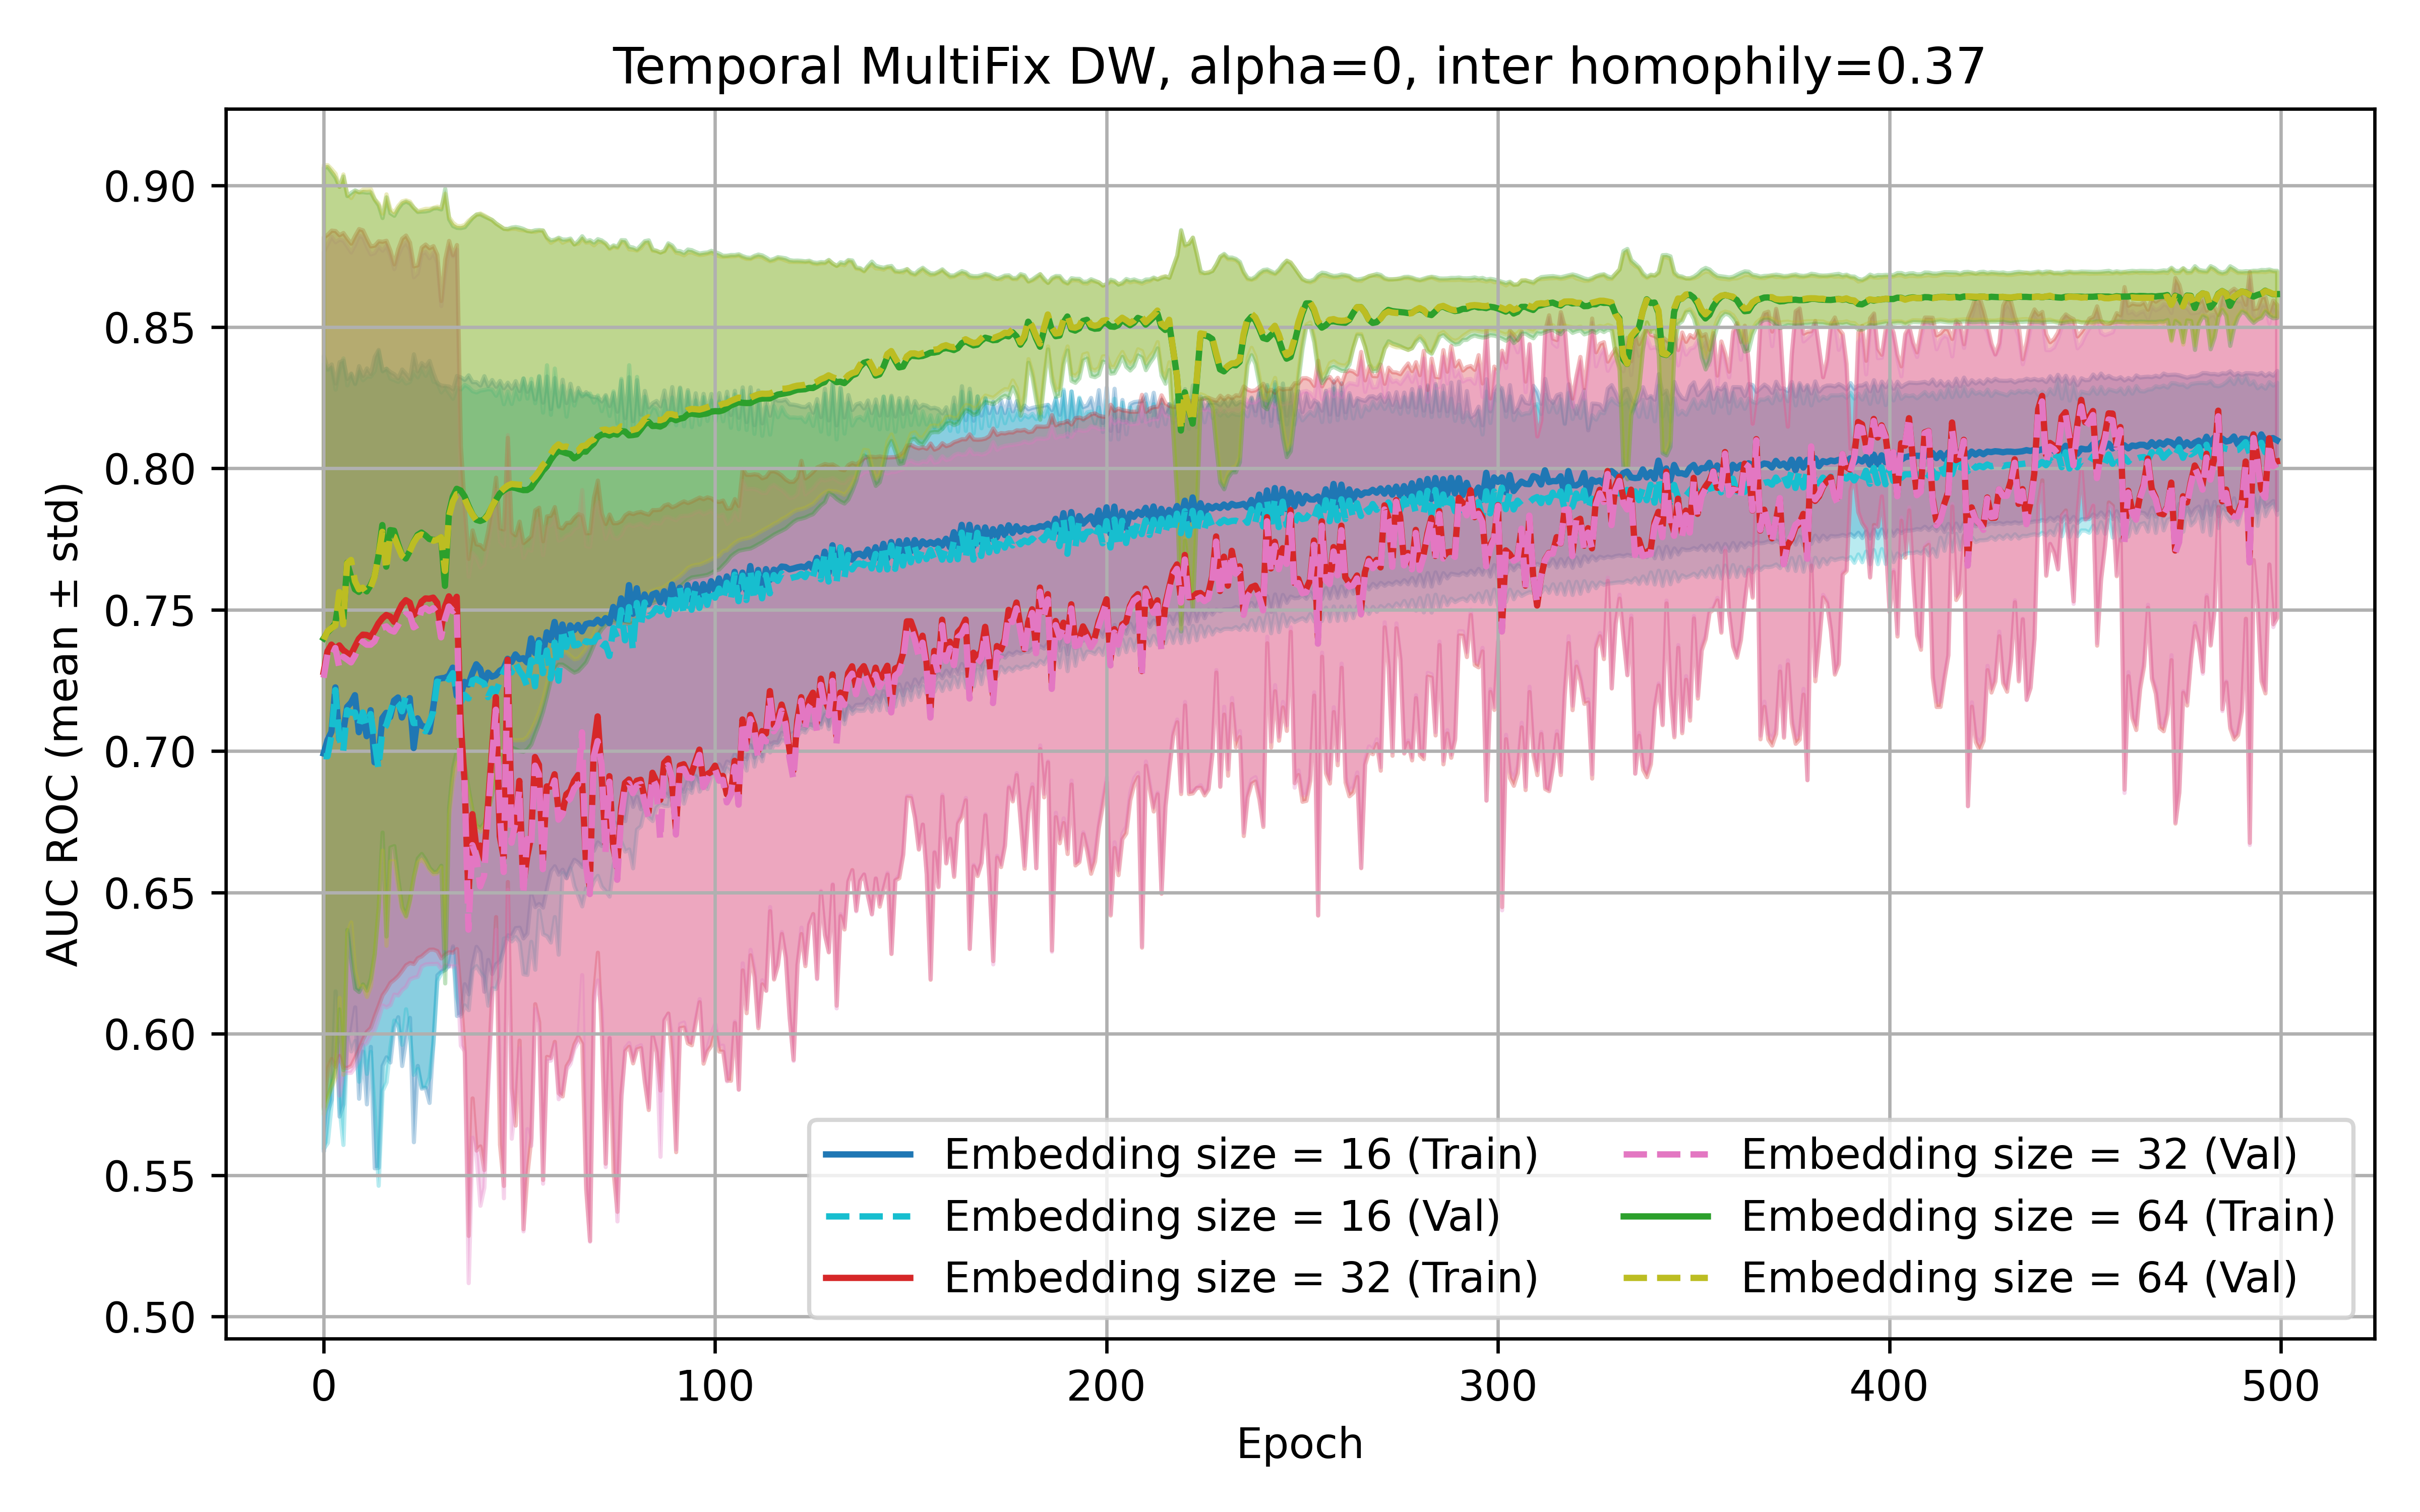 Temporal MultiFix DW, alpha=0, inter homophily=0.37
AUC ROC (mean ± std)
0.90
0.85
0.80
0.75
0.70
0.65
0.60
0.55
0.50
Embedding size = 16 (Train)
Embedding size = 16 (Val)
Embedding size = 32 (Train)
Embedding size = 32 (Val)
Embedding size = 64 (Train)
Embedding size = 64 (Val)
0 100 200 300 400 500
Epoch